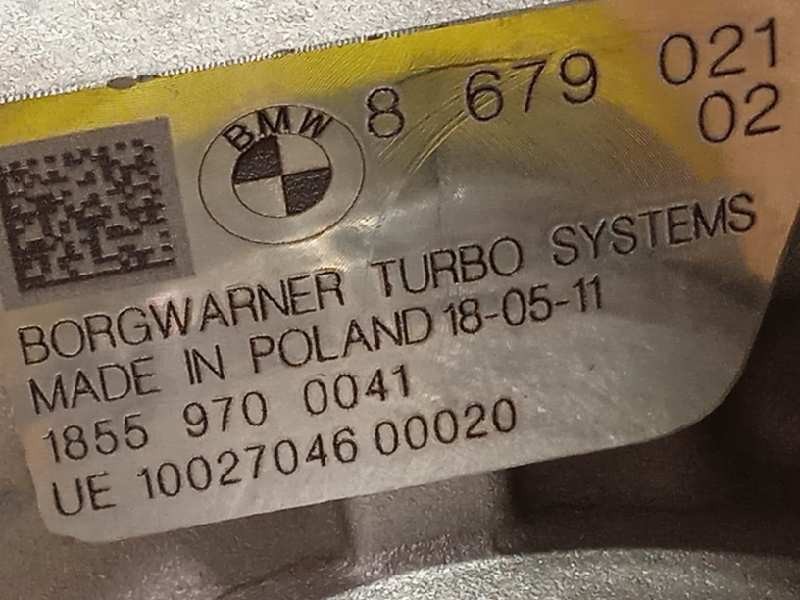 BMW
8 679 021
02
BORGWARNER TURBO SYSTEMS
MADE IN POLAND 18-05-11
1855 970 0041
UE 10027046 00020